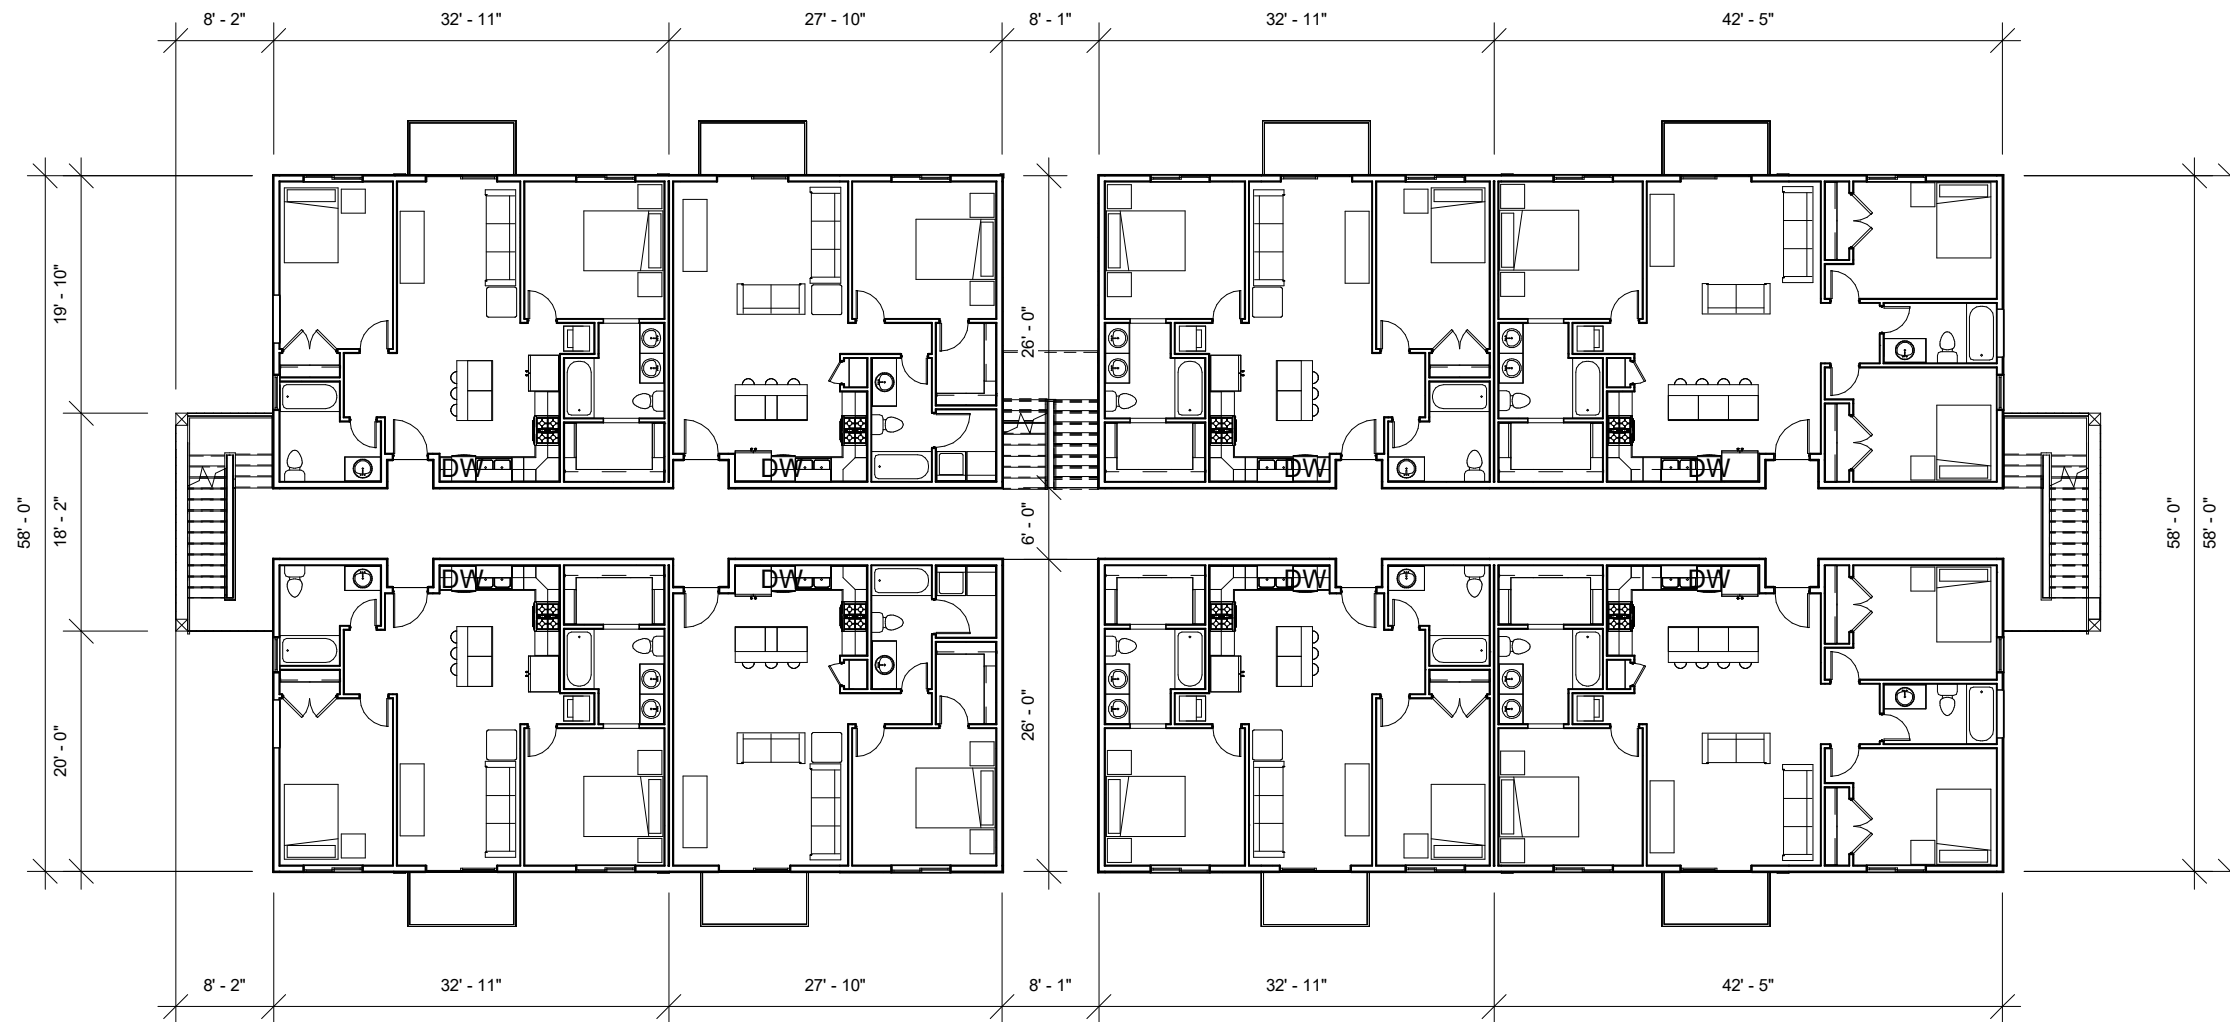 8' - 2" 32' - 11" 27' - 10" 8' - 1" 32' - 11" 42' - 5"
19' - 10"
26' - 0"
DW DW DW DW
58' - 0" 18' - 2" 6' - 0" 58' - 0" 58' - 0"
DW DW DW DW
26' - 0"
20' - 0"
8' - 2" 32' - 11" 27' - 10" 8' - 1" 32' - 11" 42' - 5"